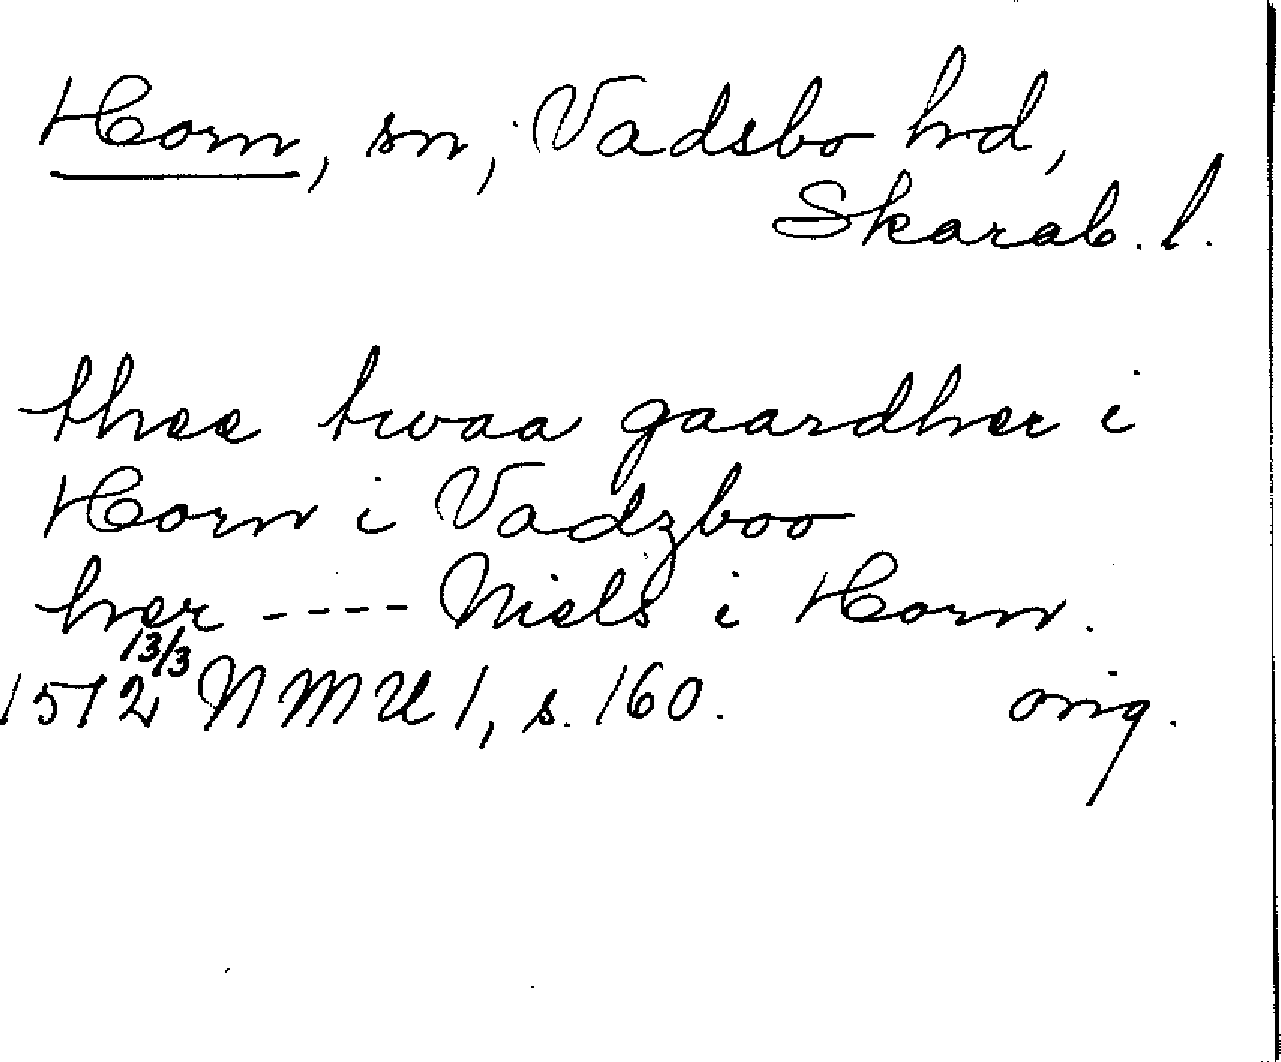 Horn, sn, Vadsbo hd,
Skarab. l.
thee twaa gaardher i
Horn i Vadzboo
her ---- Niels i Horn.
13/3
1512 NMU 1, s. 160. orig.